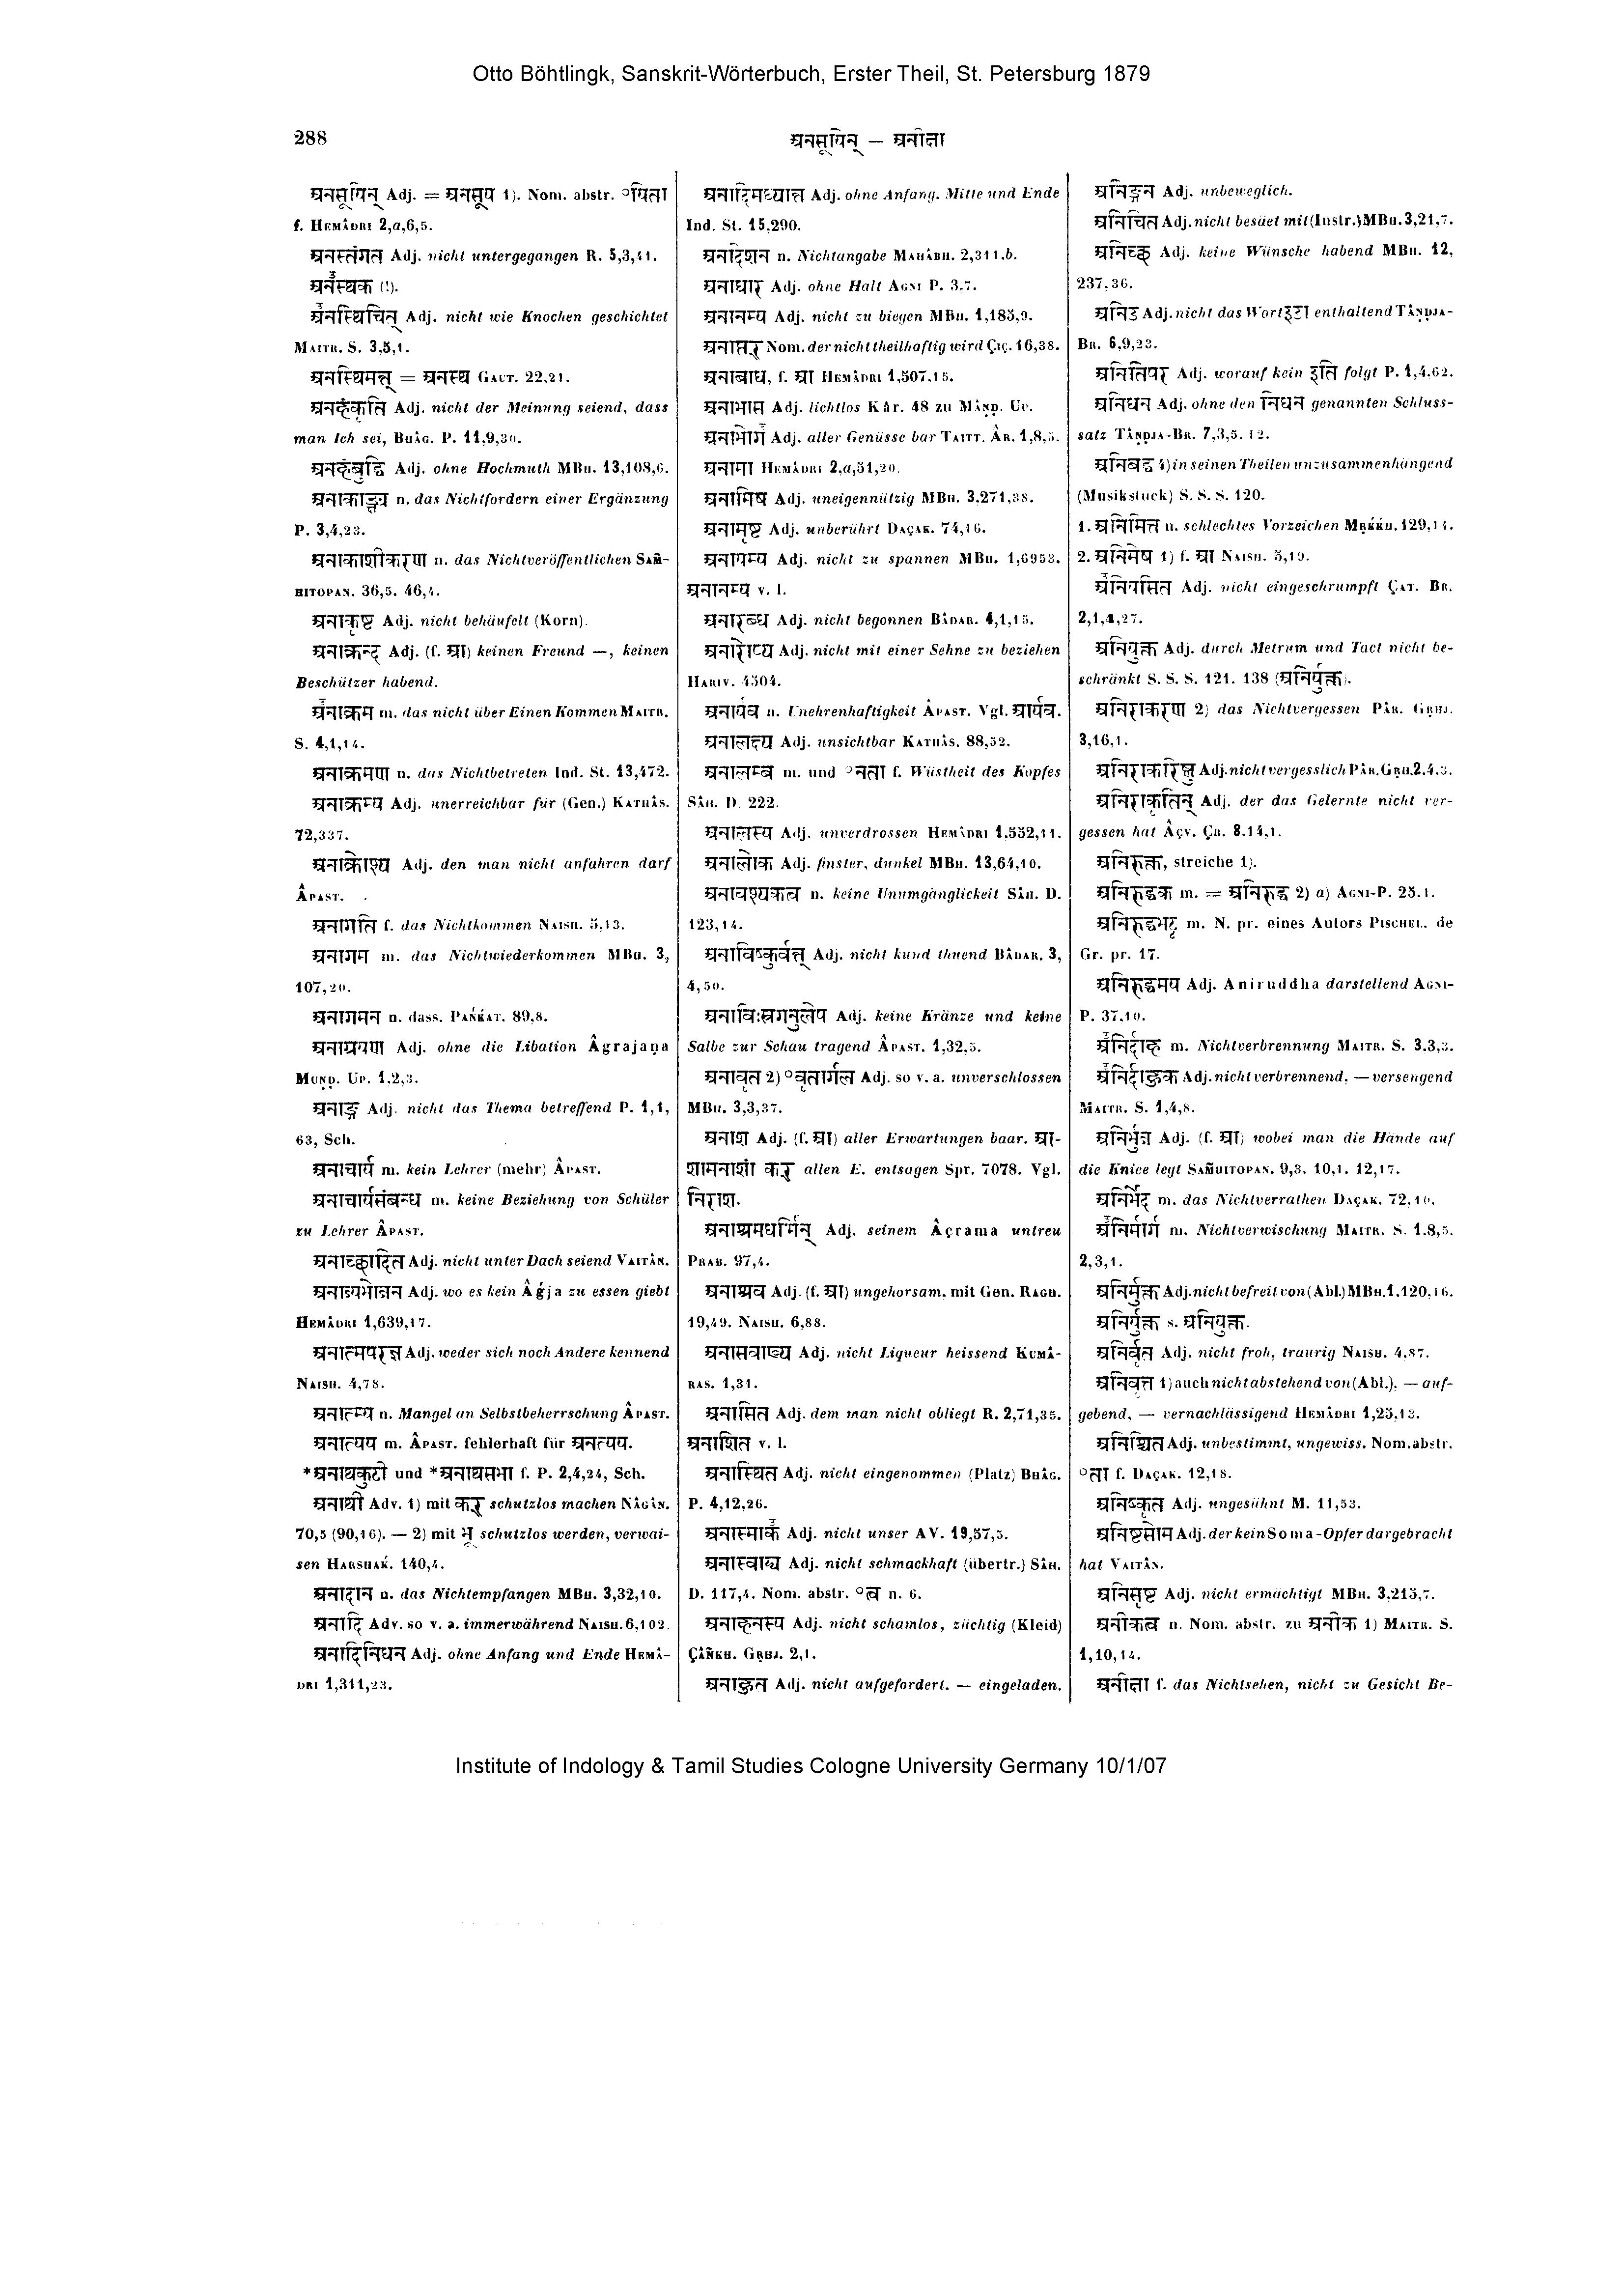 Otto Böhtlingk, Sanskrit-Wörterbuch, Erster Theil, St. Petersburg 1879
288
अनसूयिन् — अनीक्षा
अनसूयिन् Adj. = अनसूय 1). Nom. abstr. °यिता
f. HEMÂDRI 2,a,6,5.
अनस्तंगत Adj. nicht untergegangen R. 5,3,41.
अनँस्थक (!).
अँनस्थिचित् Adj. nicht wie Knochen geschichtet
MAITR. S. 3,5,1.
अनस्थिमत्त् = अनस्थ GAUT. 22,21.
अनहंकृति Adj. nicht der Meinung seiend, dass
man Ich sei, BHÂG. P. 11,9,30.
अनहंबुद्धि Adj. ohne Hochmuth MBH. 13,108,6.
अनाकाङ्क्ष n. das Nichtfordern einer Ergänzung
P. 3,4,23.
अनाकाशीकरण n. das Nichtveröffentlichen SAM̃-
HITOPAN. 36,5. 46,4.
अनाकृष्ट Adj. nicht behäufelt (Korn).
अनाक्रन्द Adj. (f. आ) keinen Freund —, keinen
Beschützer habend.
अँनाक्रम m. das nicht über Einen Kommen MAITR.
S. 4,1,14.
अनाक्रमण n. das Nichtbetreten Ind. St. 13,472.
अनाक्रम्य Adj. unerreichbar für (Gen.) KATHÂS.
72,337.
अनाक्रोश्य Adj. den man nicht anfahren darf
ÂPAST.
अनागति f. das Nichtkommen NAISH. 5,13.
अनागम m. das Nichtwiederkommen MBH. 3,
107,20.
अनागमन n. dass. PAŃḰAT. 89,8.
अनाग्रयण Adj. ohne die Libation Âgrajaṇa
MUṆḌ. UP. 1,2,3.
अनाङ्ग Adj. nicht das Thema betreffend P. 1,1,
63, Sch.
अनाचार्य m. kein Lehrer (mehr) ÂPAST.
अनाचार्यसंबन्ध m. keine Beziehung von Schüler
zu Lehrer ÂPAST.
अनाच्छादित Adj. nicht unter Dach seiend VAITÂN.
अनाज्यभोजन Adj. wo es kein Âǵja zu essen giebt
HEMÂDRI 1,639,17.
अनात्मपरज्ञ Adj. weder sich noch Andere kennend
NAISH. 4,78.
अनात्म्य n. Mangel an Selbstbeherrschung ÂPAST.
अनात्यय m. ÂPAST. fehlerhaft für अनत्यय.
*अनाथकुटी und *अनाथसभा f. P. 2,4,24, Sch.
अनाथी Adv. 1) mit कर् schutzlos machen NÂGÂN.
70,5 (90,16). — 2) mit भू schutzlos werden, verwai-
sen HARSHAḰ. 140,4.
अनादान n. das Nichtempfangen MBH. 3,32,10.
अनादि Adv. so v. a. immerwährend NAISH. 6,102.
अनादिनिधन Adj. ohne Anfang und Ende HEMÂ-
DRI 1,311,23.
अनादिमध्यान्त Adj. ohne Anfang, Mitte und Ende
Ind. St. 15,290.
अनादेशन n. Nichtangabe MAHÂBH. 2,311,b.
अनाधार Adj. ohne Halt AGNI P. 3,7.
अनानम्य Adj. nicht zu biegen MBH. 1,185,9.
अनाप्तर् Nom. der nicht theilhaftig wird ÇIÇ. 16,38.
अनाबाध, f. आ HEMÂDRI 1,507,15.
अनाभास Adj. lichtlos KÂR. 48 zu MÂṆḌ. UP.
अनाभोगँ Adj. aller Genüsse bar TAITT. ÂR. 1,8,5.
अनामा HEMÂDRI 2,a,51,20.
अनामिष Adj. uneigennützig MBH. 3,271,38.
अनामृष्ट Adj. unberührt DAÇAK. 74,16.
अनायम्य Adj. nicht zu spannen MBH. 1,6953.
अनानम्य v. l.
अनारब्ध Adj. nicht begonnen BÂDAR. 4,1,15.
अनारोप्य Adj. nicht mit einer Sehne zu beziehen
HARIV. 4504.
अनार्यव n. Unehrenhaftigkeit ÂPAST. Vgl. आर्यव.
अनालक्ष्य Adj. unsichtbar KATHÂS. 88,52.
अनालम्ब m. und °नता f. Wüstheit des Kopfes
SÂH. D. 222.
अनालस्य Adj. unverdrossen HEMÂDRI 1,552,11.
अनालोक Adj. finster, dunkel MBH. 13,64,10.
अनावश्यकत्व n. keine Unumgänglickeit SÂH. D.
123,14.
अनाविष्कुर्वत्त् Adj. nicht kund thuend BÂDAR. 3,
4,50.
अनाविःस्रगनुलेप Adj. keine Kränze und keine
Salbe zur Schau tragend ÂPAST. 1,32,5.
अनावृत 2) °वृतार्गल Adj. so v. a. unverschlossen
MBH. 3,3,37.
अनाश Adj. (f. आ) aller Erwartungen baar. आ-
शामनाशां कर् allen E. entsagen Spr. 7078. Vgl.
निराश.
अनाश्रमधर्मिन् Adj. seinem Âçrama untreu
PRAB. 97,4.
अनाश्रव Adj. (f. आ) ungehorsam, mit Gen. RAGH.
19,49. NAISH. 6,88.
अनासवाख्य Adj. nicht Liqueur heissend KUMÂ-
RAS. 1,31.
अनासित Adj. dem man nicht obliegt R. 2,71,35.
अनाशित v. l.
अनास्थित Adj. nicht eingenommen (Platz) BHÂG.
P. 4,12,26.
अनास्माकँ Adj. nicht unser AV. 19,57,5.
अनास्वाद्य Adj. nicht schmackhaft (übertr.) SÂH.
D. 117,4. Nom. abstr. °त्व n. 6.
अनाहनस्य Adj. nicht schamlos, züchtig (Kleid)
ÇÂÑKH. GṚHJ. 2,1.
अनाहूत Adj. nicht aufgefordert, — eingeladen.
अनिङ्गन Adj. unbeweglich.
अनिचित Adj. nicht besäet mit (Instr.) MBH. 3,21,7.
अनिच्छ Adj. keine Wünsche habend MBH. 12,
237,36.
अनिड Adj. nicht das Wort इडा enthaltend TÂṆḌJA-
BR. 6,9,23.
अनितिपर Adj. worauf kein इति folgt P. 1,4,62.
अनिधन Adj. ohne den निधन genannten Schluss-
satz TÂṆḌJA-BR. 7,3,5. 12.
अनिबद्ध 4) in seinen Theilen unzusammenhängend
(Musikstück) S. S. S. 120.
1. अनिमित्त n. schlechtes Vorzeichen MṚḰḰH. 129,14.
2. अनिमेष 1) f. आ NAISH. 5,19.
अँनियसित Adj. nicht eingeschrumpft ÇAT. BR.
2,1,4,27.
अनियुक्त Adj. durch Metrum und Tact nicht be-
schränkt S. S. S. 121. 138 (अनिर्युक्त).
अनिराकरण 2) das Nichtvergessen PÂR. GṚHJ.
3,16,1.
अनिराकरिष्णु Adj. nicht vergesslich PÂR. GṚH. 2,4,3.
अनिराकृतिन् Adj. der das Gelernte nicht ver-
gessen hat ÂÇV. ÇR. 8,14,1.
अनिरुक्त, streiche 1).
अनिरुद्धक m. = अनिरुद्ध 2) a) AGNI-P. 25,1.
अनिरुद्धभट्ट m. N. pr. eines Autors PISCHEL. de
Gr. pr. 17.
अनिरुद्धमय Adj. Aniruddha darstellend AGNI-
P. 37,10.
अँनिर्दाह m. Nichtverbrennung MAITR. S. 3,3,3.
अँनिर्दाहुक Adj. nicht verbrennend, — versengend
MAITR. S. 1,4,8.
अनिर्भुग्न Adj. (f. आ) wobei man die Hände auf
die Kniee legt SAM̃HITOPAN. 9,3. 10,1. 12,17.
अनिर्भेद m. das Nichtverrathen DAÇAK. 72,10.
अँनिर्मार्ग m. Nichtverwischung MAITR. S. 1,8,5.
2,3,1.
अनिर्मुक्त Adj. nicht befreit von (Abl.) MBH. 1,120,16.
अनिर्युक्त s. अनियुक्त.
अनिर्वृत Adj. nicht froh, traurig NAISH. 4,87.
अनिवृत्त 1) auch nicht abstehend von (Abl.), — auf-
gebend, — vernachlässigend HEMÂDRI 1,23,13.
अनिश्चित Adj. unbestimmt, ungewiss. Nom. abstr.
°ता f. DAÇAK. 12,18.
अनिष्कृत Adj. ungesühnt M. 11,53.
अनिष्टसोम Adj. der kein Soma-Opfer dargebracht
hat VAITÂN.
अनिसृष्ट Adj. nicht ermächtigt MBH. 3,213,7.
अनीकत्व n. Nom. abstr. zu अनीक 1) MAITR. S.
1,10,14.
अनीक्षा f. das Nichtsehen, nicht zu Gesicht Be-
Institute of Indology & Tamil Studies Cologne University Germany 10/1/07